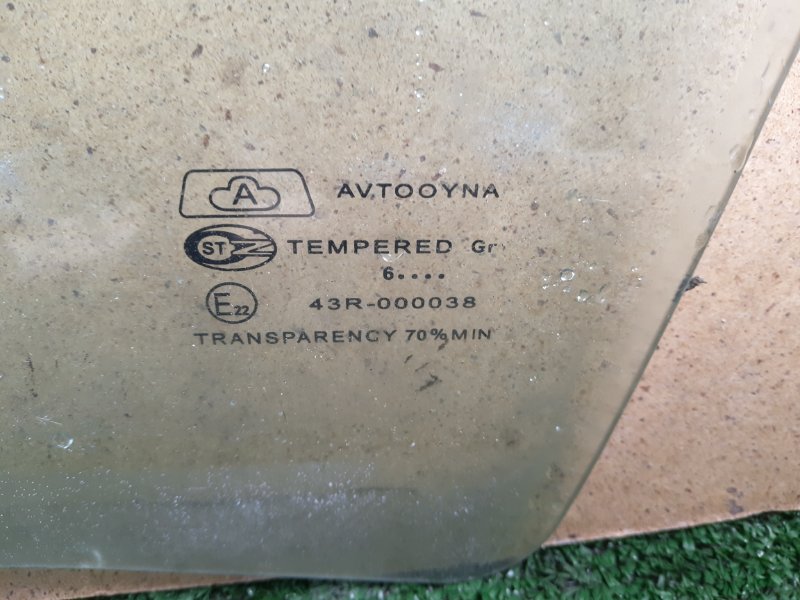 A AVTOOYNA
ST TEMPERED Gr
6....
E22 43R-000038
TRANSPARENCY 70% MIN